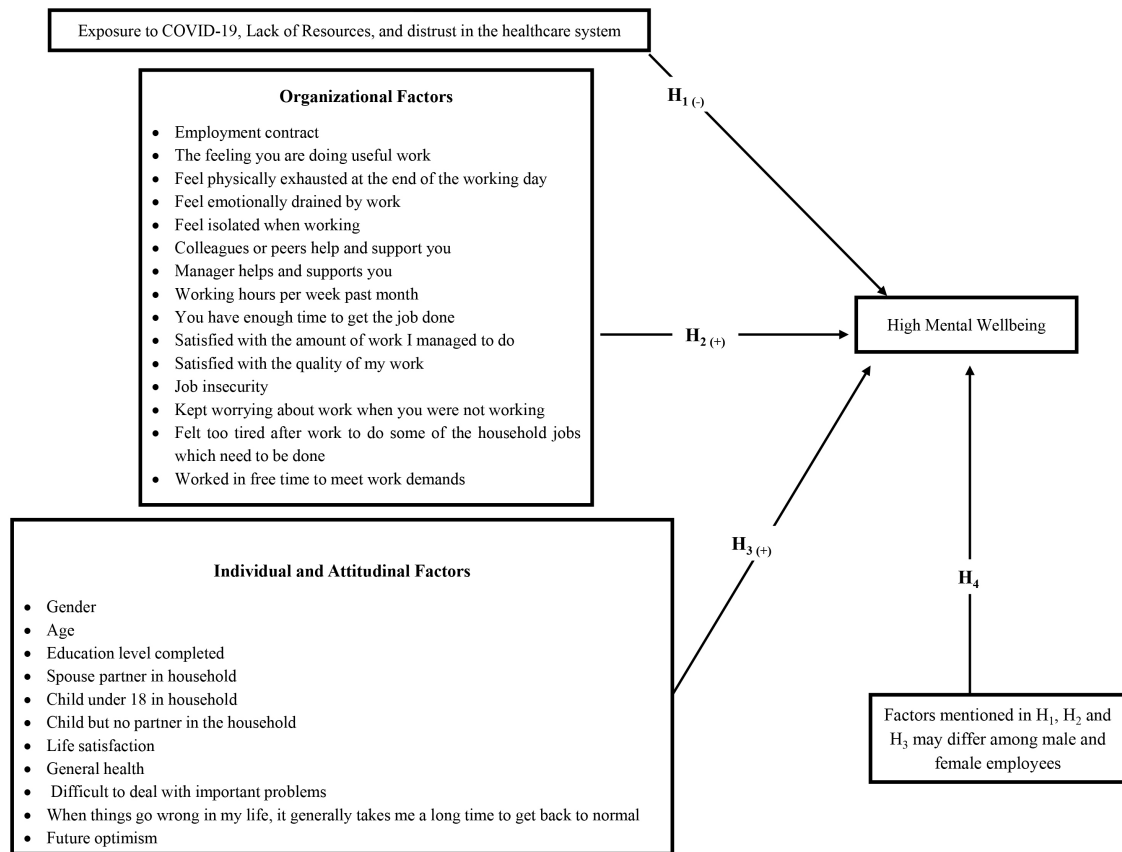 Exposure to COVID-19, Lack of Resources, and distrust in the healthcare system
H1 (-)
Organizational Factors
• Employment contract
• The feeling you are doing useful work
• Feel physically exhausted at the end of the working day
• Feel emotionally drained by work
• Feel isolated when working
• Colleagues or peers help and support you
• Manager helps and supports you
• Working hours per week past month
• You have enough time to get the job done
• Satisfied with the amount of work I managed to do
• Satisfied with the quality of my work
• Job insecurity
• Kept worrying about work when you were not working
• Felt too tired after work to do some of the household jobs
which need to be done
• Worked in free time to meet work demands
H2 (+)
High Mental Wellbeing
Individual and Attitudinal Factors
• Gender
• Age
• Education level completed
• Spouse partner in household
• Child under 18 in household
• Child but no partner in the household
• Life satisfaction
• General health
• Difficult to deal with important problems
• When things go wrong in my life, it generally takes me a long time to get back to normal
• Future optimism
H3 (+)
H4
Factors mentioned in H1, H2 and
H3 may differ among male and
female employees